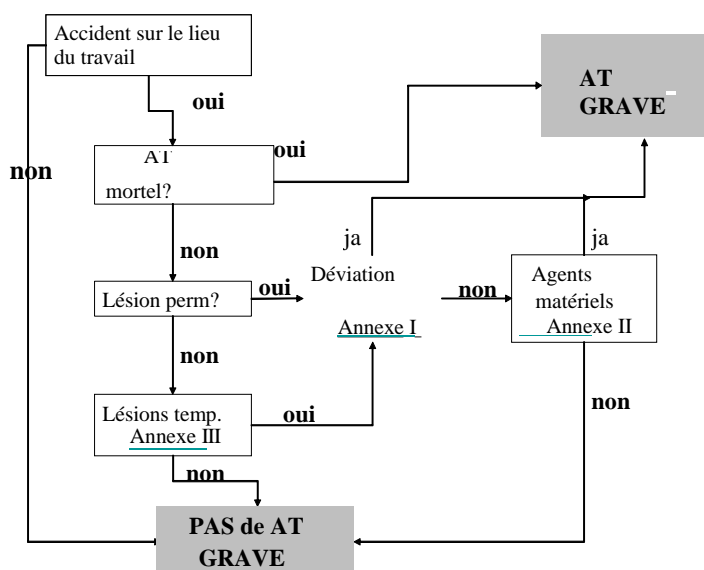 Accident sur le lieu
du travail
AT
GRAVE
oui
oui
non
AT
mortel?
non
ja
ja
Déviation
Annexe I
Agents
matériels
Annexe II
oui
non
Lésion perm?
non
non
Lésions temp.
Annexe III
oui
non
PAS de AT
GRAVE